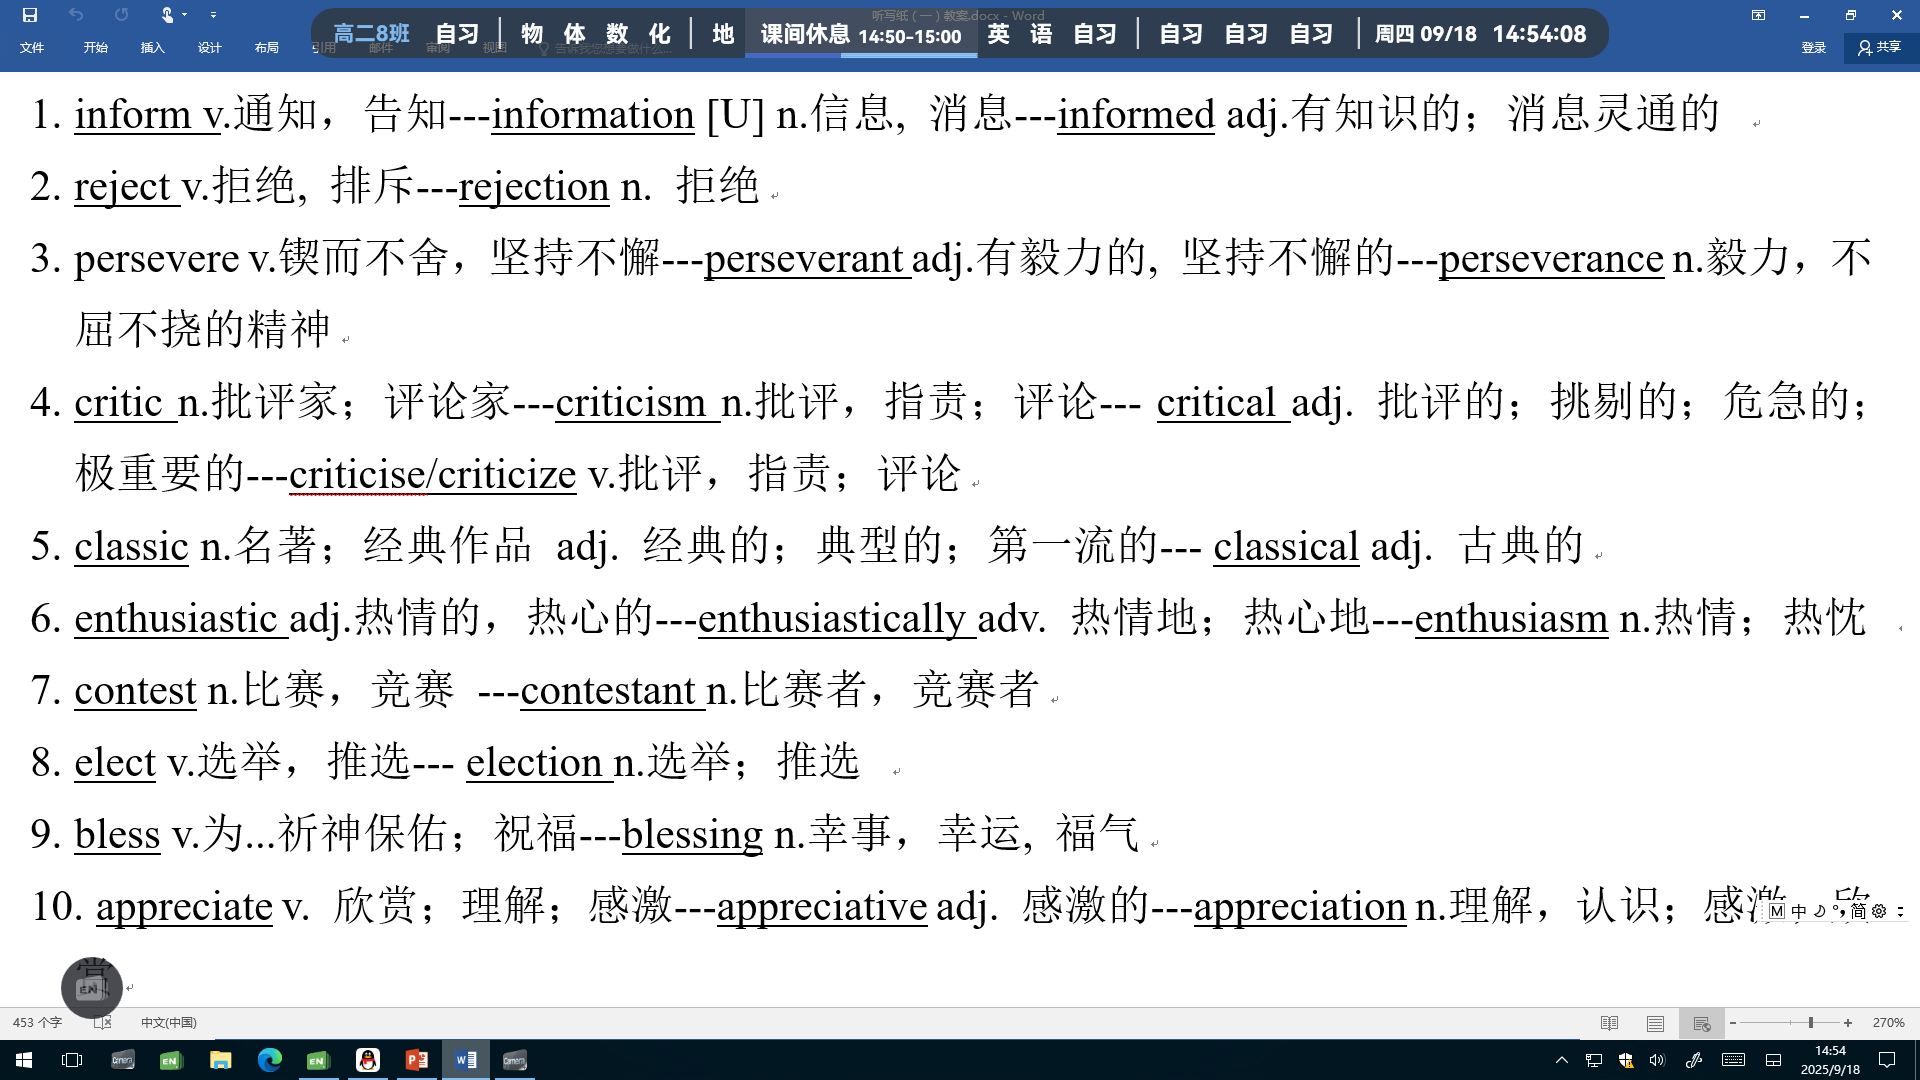 听写纸（一）教案.docx - Word
高二8班 自习 物 体 数 化 地 课间休息 14:50-15:00 英 语 自习 自习 自习 自习 周四 09/18 14:54:08
文件 开始 插入 设计 布局 引用 邮件 审阅 视图 告诉我您想要做什么... 登录 共享
1. inform v.通知，告知---information [U] n.信息, 消息---informed adj.有知识的；消息灵通的
2. reject v.拒绝, 排斥---rejection n. 拒绝
3. persevere v.锲而不舍，坚持不懈---perseverant adj.有毅力的, 坚持不懈的---perseverance n.毅力，不
屈不挠的精神
4. critic n.批评家；评论家---criticism n.批评，指责；评论--- critical adj. 批评的；挑剔的；危急的；
极重要的---criticise/criticize v.批评，指责；评论
5. classic n.名著；经典作品 adj. 经典的；典型的；第一流的--- classical adj. 古典的
6. enthusiastic adj.热情的，热心的---enthusiastically adv. 热情地；热心地---enthusiasm n.热情；热忱
7. contest n.比赛，竞赛 ---contestant n.比赛者，竞赛者
8. elect v.选举，推选--- election n.选举；推选
9. bless v.为...祈神保佑；祝福---blessing n.幸事，幸运, 福气
10. appreciate v. 欣赏；理解；感激---appreciative adj. 感激的---appreciation n.理解，认识；感激，欣
赏
M 中 简
EN
453 个字 中文(中国) 270%
Camera EN EN Camera 14:54
2025/9/18